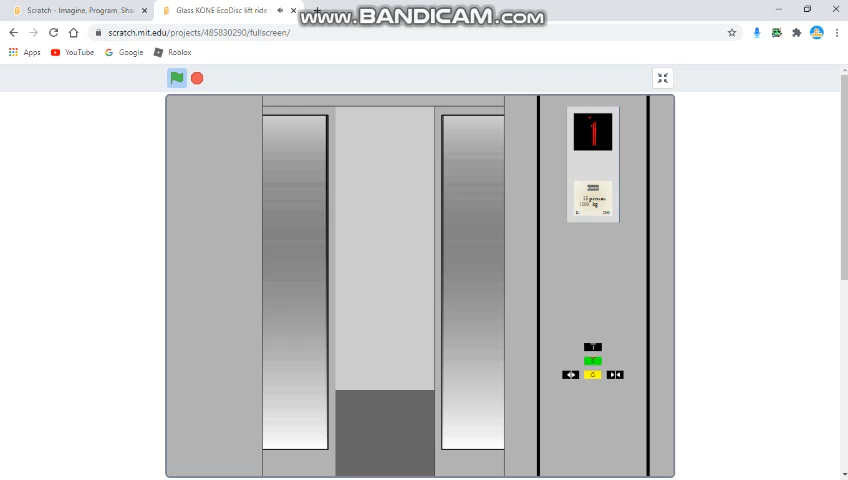 Scratch - Imagine, Program, Sha
Glass KONE EcoDisc lift ride
www.BANDICAM.com
scratch.mit.edu/projects/485830290/fullscreen/
Apps
YouTube
Google
Roblox
1
13 persons
1000 kg
1